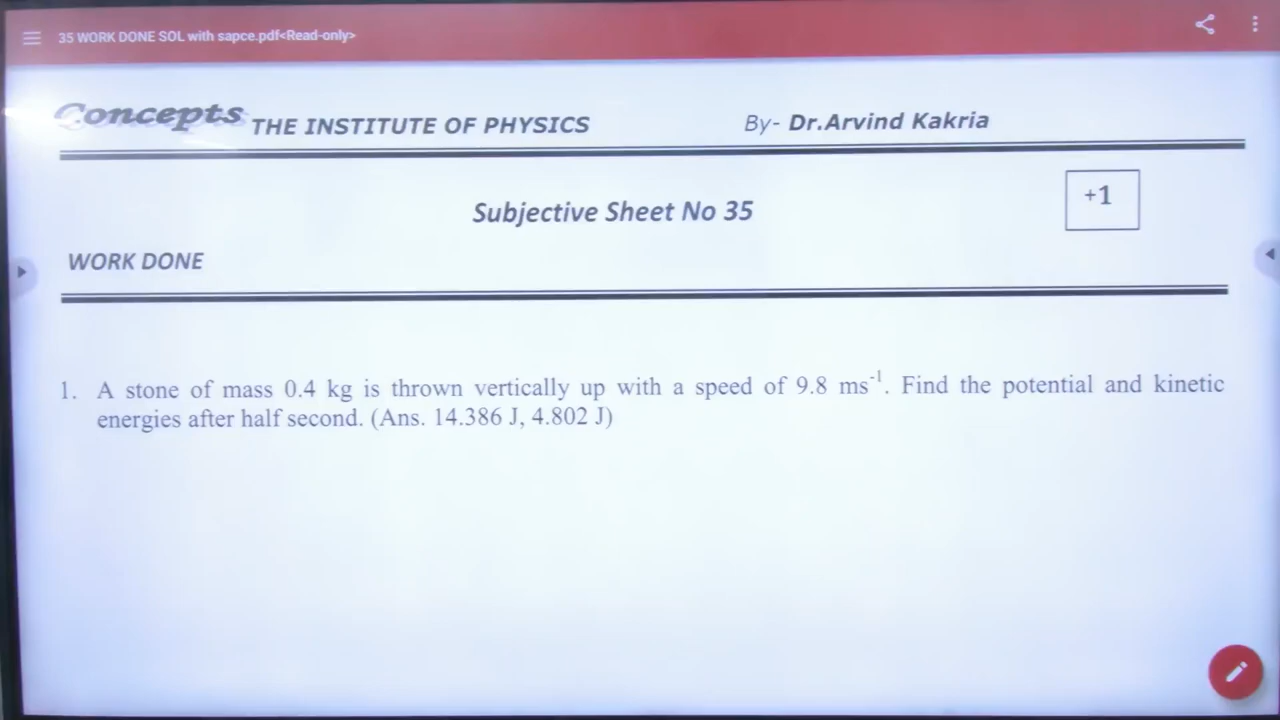 35 WORK DONE SOL with sapce.pdf<Read-only>
Concepts THE INSTITUTE OF PHYSICS By- Dr.Arvind Kakria
Subjective Sheet No 35
+1
WORK DONE
1. A stone of mass 0.4 kg is thrown vertically up with a speed of 9.8 ms⁻¹. Find the potential and kinetic
energies after half second. (Ans. 14.386 J, 4.802 J)